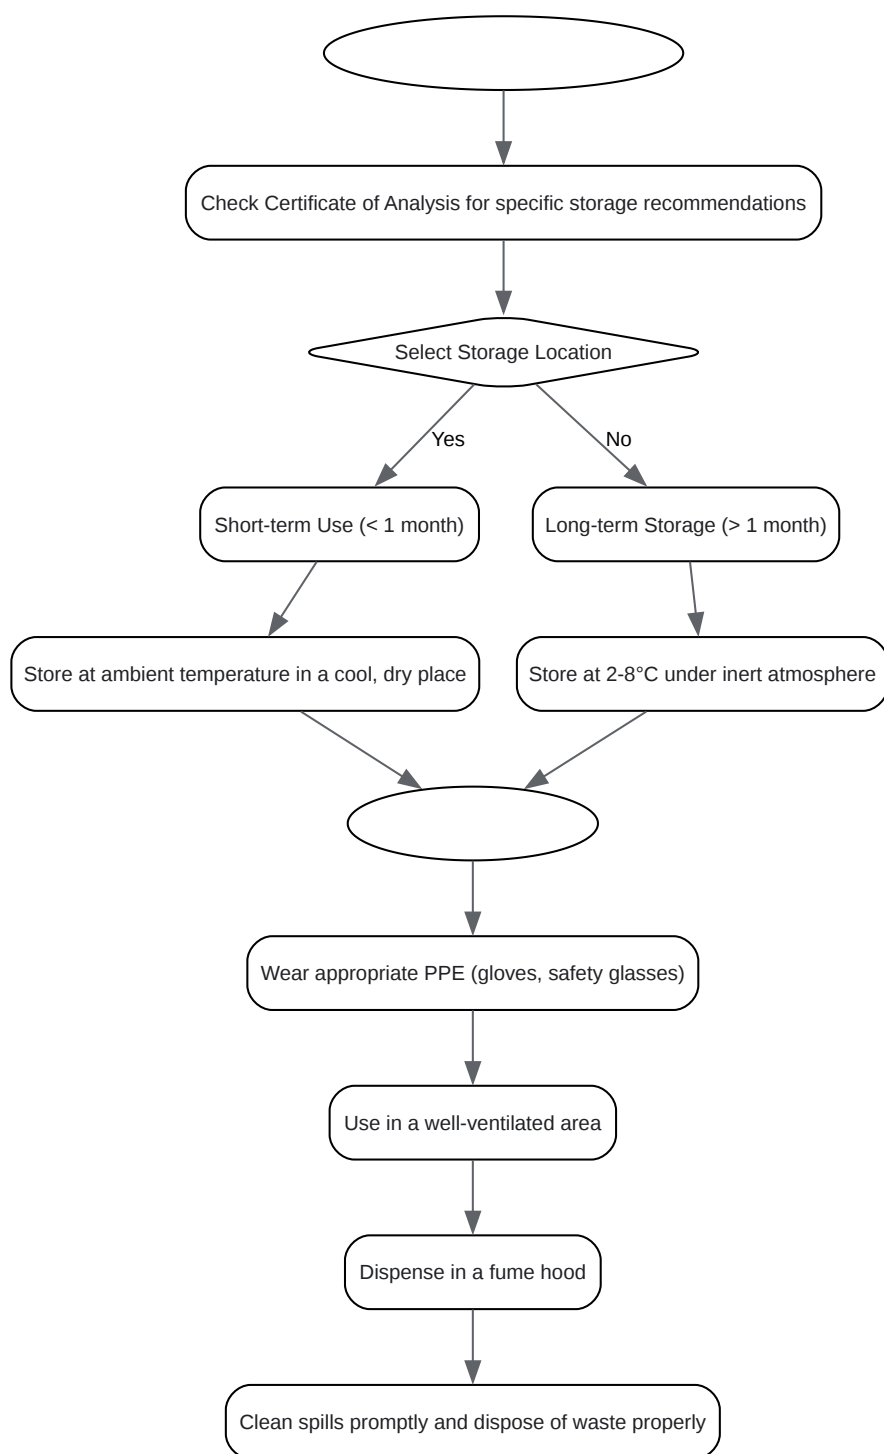 Check Certificate of Analysis for specific storage recommendations
Select Storage Location
Yes
No
Short-term Use (< 1 month)
Long-term Storage (> 1 month)
Store at ambient temperature in a cool, dry place
Store at 2-8°C under inert atmosphere
Wear appropriate PPE (gloves, safety glasses)
Use in a well-ventilated area
Dispense in a fume hood
Clean spills promptly and dispose of waste properly